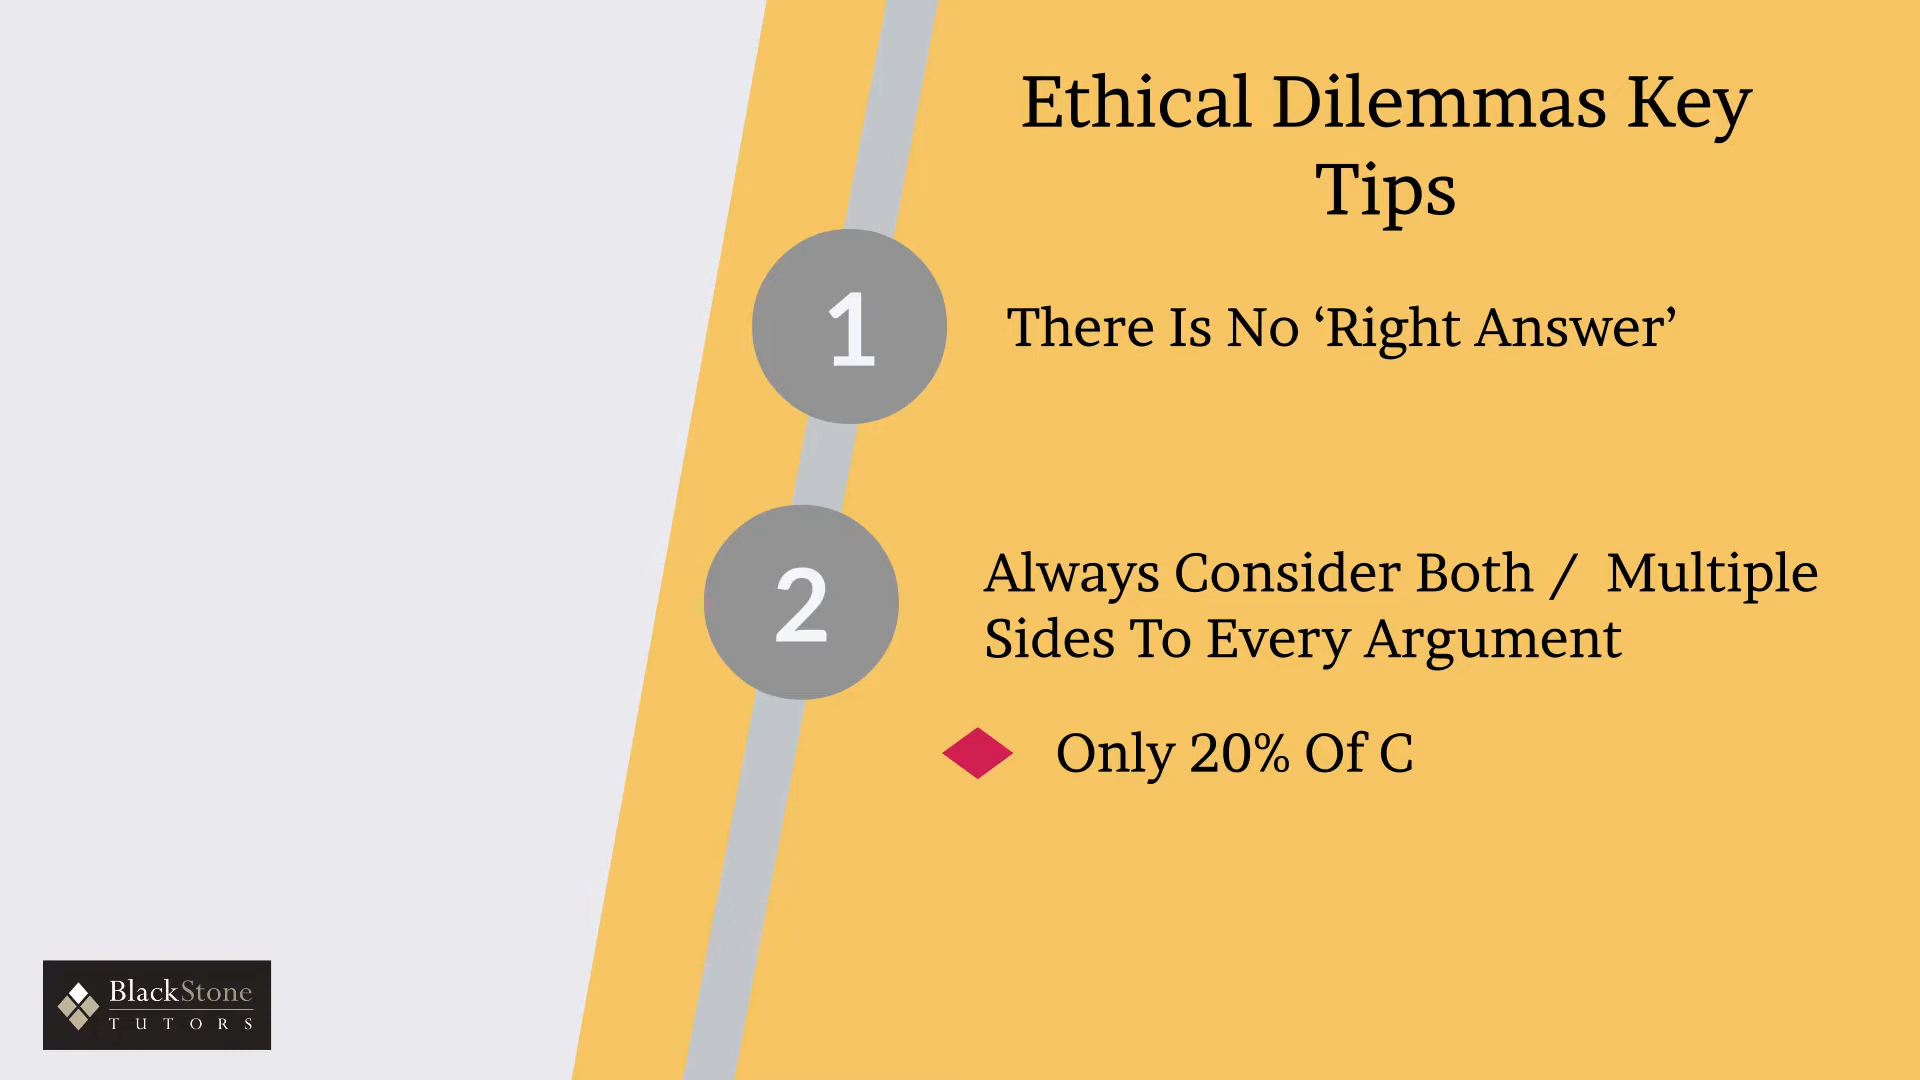 Ethical Dilemmas Key
Tips
1
There Is No ‘Right Answer’
2
Always Consider Both /  Multiple
Sides To Every Argument
Only 20% Of C
BlackStone
TUTORS